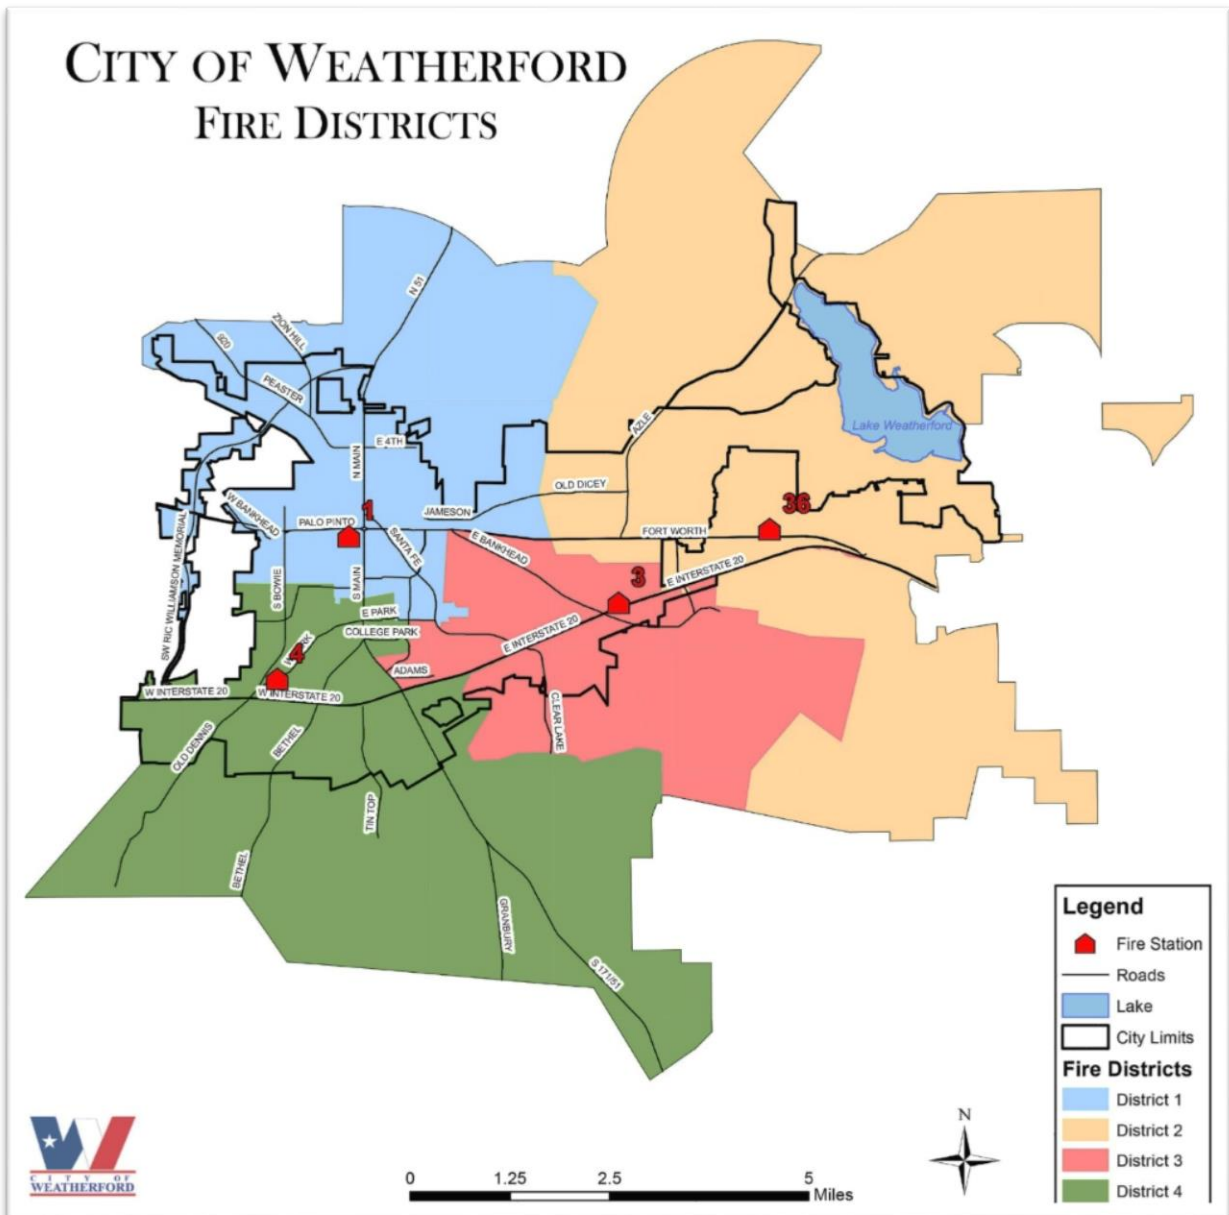 CITY OF WEATHERFORD
FIRE DISTRICTS
N 51
ZION HILL
920
PEASTER
E 4TH
N MAIN
AZLE
Lake Weatherford
OLD DICEY
W BANKHEAD
PALO PINTO
1
JAMESON
36
SANTA FE
E BANKHEAD
FORT WORTH
SW RIC WILLIAMSON MEMORIAL
S BOWIE
S MAIN
3
E INTERSTATE 20
E PARK
COLLEGE PARK
E INTERSTATE 20
4
ADAMS
W INTERSTATE 20
W INTERSTATE 20
CLEAR LAKE
OLD DENNIS
BETHEL
TIN TOP
BETHEL
GRANBURY
S 171/51
Legend
Fire Station
Roads
Lake
City Limits
Fire Districts
District 1
District 2
District 3
District 4
N
0 1.25 2.5 5
Miles
CITY OF
WEATHERFORD